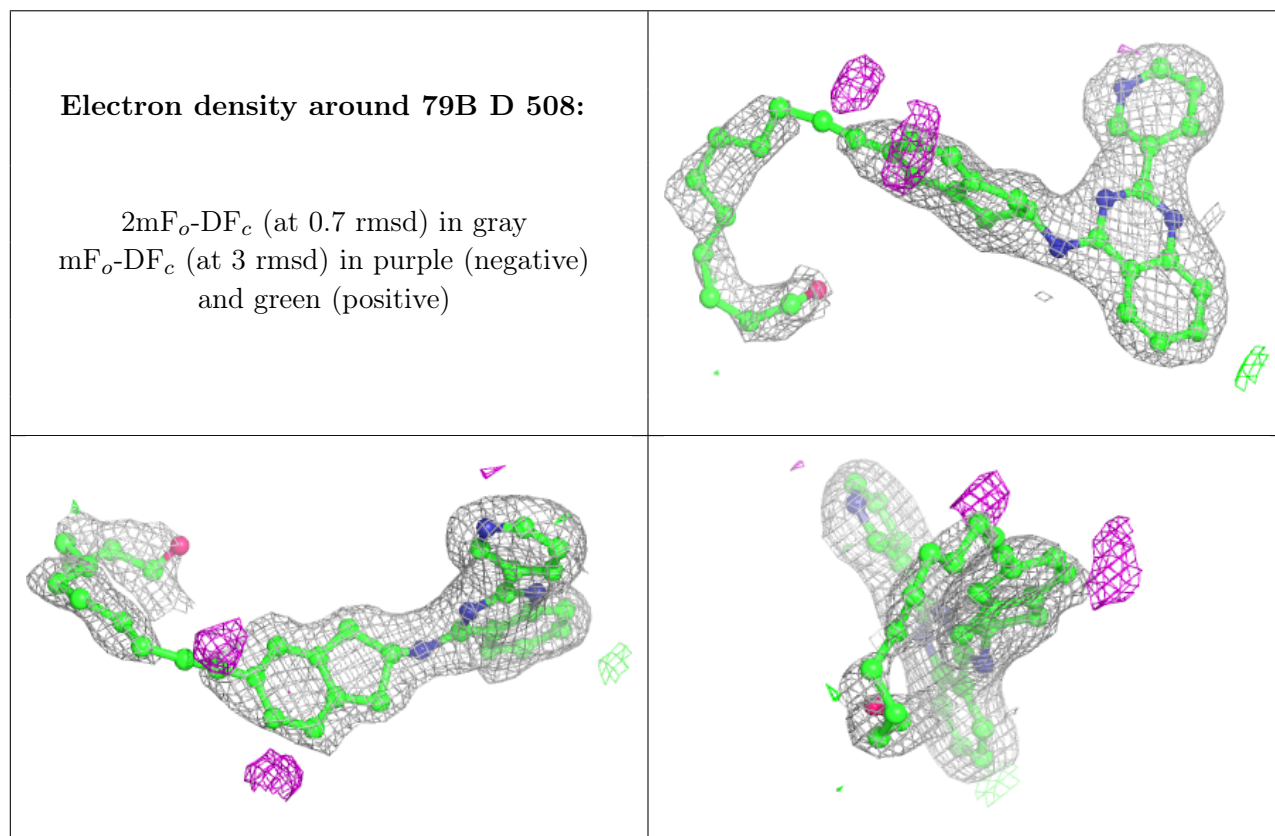 Electron density around 79B D 508:
2mFo-DFc (at 0.7 rmsd) in gray
mFo-DFc (at 3 rmsd) in purple (negative)
and green (positive)